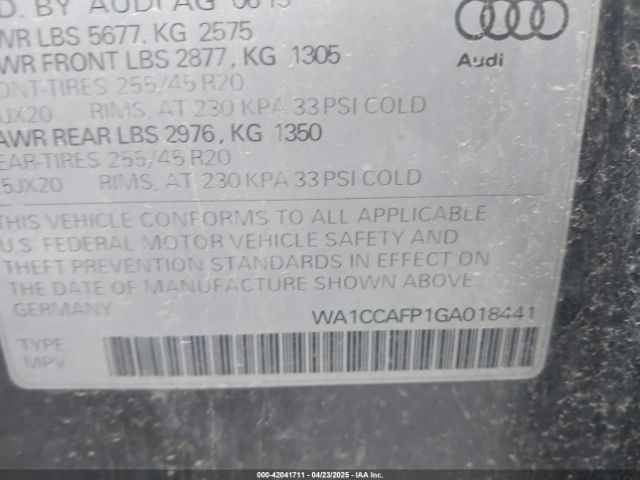 D. BY AUDI AG 0615
WR LBS 5677, KG 2575
WR FRONT LBS 2877, KG 1305
ONT-TIRES 255/45 R20
JX20 RIMS, AT 230 KPA 33 PSI COLD
AWR REAR LBS 2976, KG 1350
EAR-TIRES 255/45 R20
5JX20 RIMS, AT 230 KPA 33 PSI COLD
Audi
THIS VEHICLE CONFORMS TO ALL APPLICABLE
U.S. FEDERAL MOTOR VEHICLE SAFETY AND
THEFT PREVENTION STANDARDS IN EFFECT ON
THE DATE OF MANUFACTURE SHOWN ABOVE.
GERMANY WA1CCAFP1GA018441
TYPE:
MPV
000-42041711 - 04/23/2025 - IAA Inc.